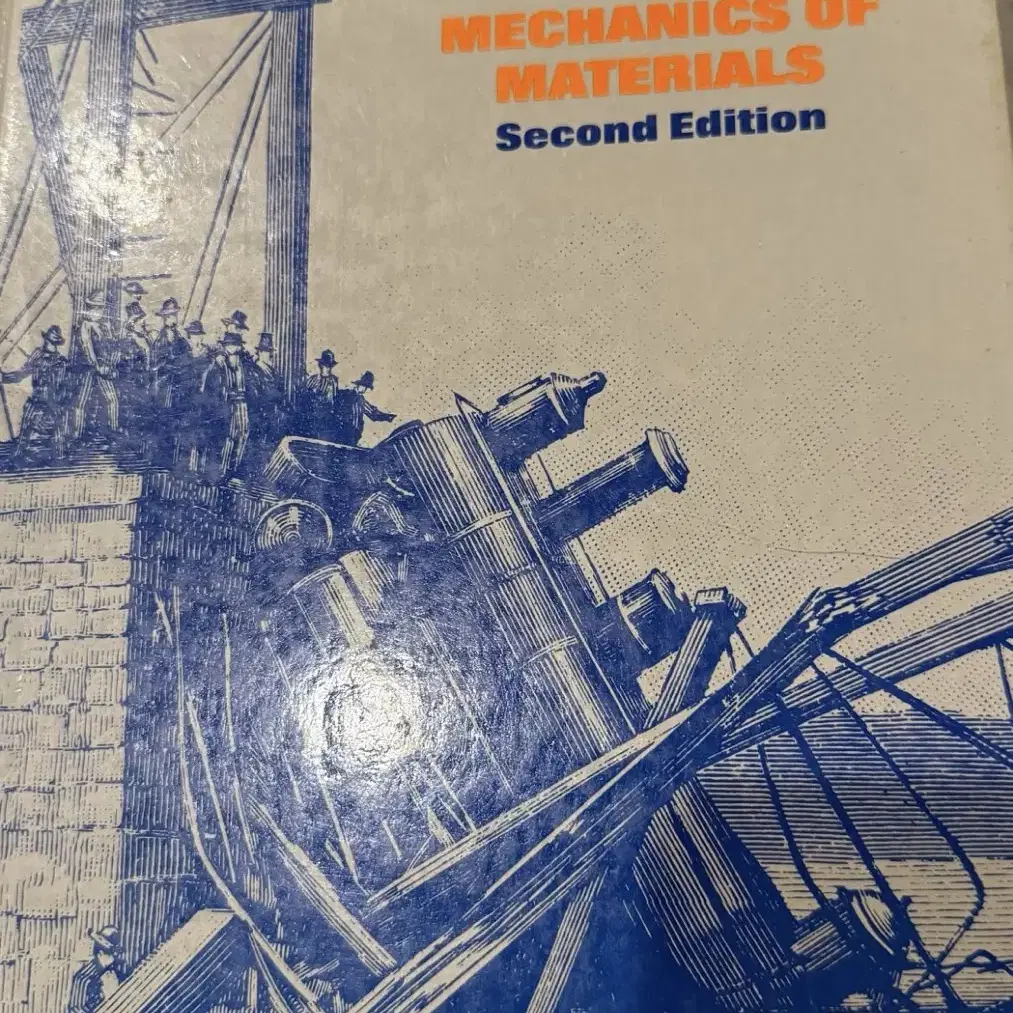 MECHANICS OF
MATERIALS
Second Edition